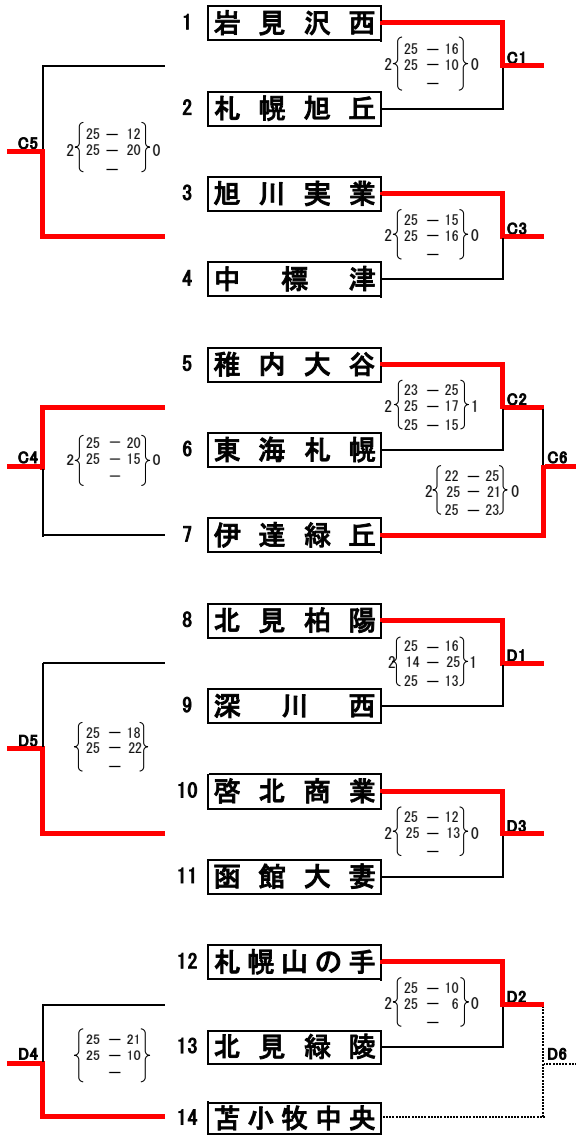 1 岩見沢西
25 − 16
2 25 − 10 0
−
C1
2 札幌旭丘
C5
25 − 12
2 25 − 20 0
−
3 旭川実業
25 − 15
2 25 − 16 0
−
C3
4 中標津
5 稚内大谷
23 − 25
2 25 − 17 1
25 − 15
C2
C4
25 − 20
2 25 − 15 0
−
6 東海札幌
22 − 25
2 25 − 21 0
25 − 23
C6
7 伊達緑丘
8 北見柏陽
25 − 16
2 14 − 25 1
25 − 13
D1
9 深川西
D5
25 − 18
25 − 22
−
10 啓北商業
25 − 12
2 25 − 13 0
−
D3
11 函館大妻
12 札幌山の手
25 − 10
2 25 − 6 0
−
D2
13 北見緑陵
D4
25 − 21
25 − 10
−
D6
14 苫小牧中央